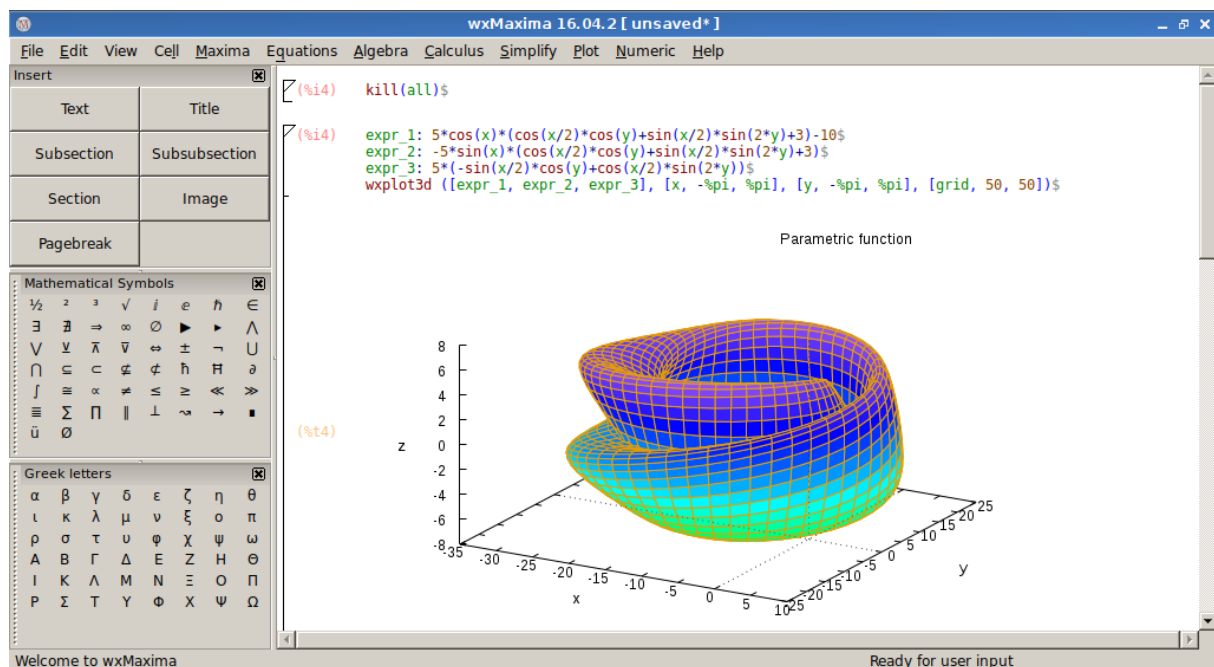 wxMaxima 16.04.2 [ unsaved* ]
File Edit View Cell Maxima Equations Algebra Calculus Simplify Plot Numeric Help
Insert
Text Title
Subsection Subsubsection
Section Image
Pagebreak
Mathematical Symbols
½ ² ³ √ ⅈ ⅇ ℏ ∈
∃ ∄ ⇒ ∞ ∅ ▶ ▸ ⋀
⋁ ⊻ ⊼ ⊽ ⇔ ± ¬ ⋃
⋂ ⊆ ⊂ ⊈ ⊄ ħ Ħ ∂
∫ ≅ ∝ ≠ ≤ ≥ ≪ ≫
≣ ∑ ∏ ∥ ⟂ ↝ → ∎
ü Ø
Greek letters
α β γ δ ε ζ η θ
ι κ λ μ ν ξ ο π
ρ σ τ υ φ χ ψ ω
Α Β Γ Δ Ε Ζ Η Θ
Ι Κ Λ Μ Ν Ξ Ο Π
Ρ Σ Τ Υ Φ Χ Ψ Ω
(%i4) kill(all)$
(%i4) expr_1: 5*cos(x)*(cos(x/2)*cos(y)+sin(x/2)*sin(2*y)+3)-10$
expr_2: -5*sin(x)*(cos(x/2)*cos(y)+sin(x/2)*sin(2*y)+3)$
expr_3: 5*(-sin(x/2)*cos(y)+cos(x/2)*sin(2*y))$
wxplot3d ([expr_1, expr_2, expr_3], [x, -%pi, %pi], [y, -%pi, %pi], [grid, 50, 50])$
Parametric function
(%t4)
z
8
6
4
2
0
-2
-4
-6
-8
-35 -30 -25 -20 -15 -10 -5 0 5 10
x
-25 -20 -15 -10 -5 0 5 10 15 20 25
y
Welcome to wxMaxima Ready for user input